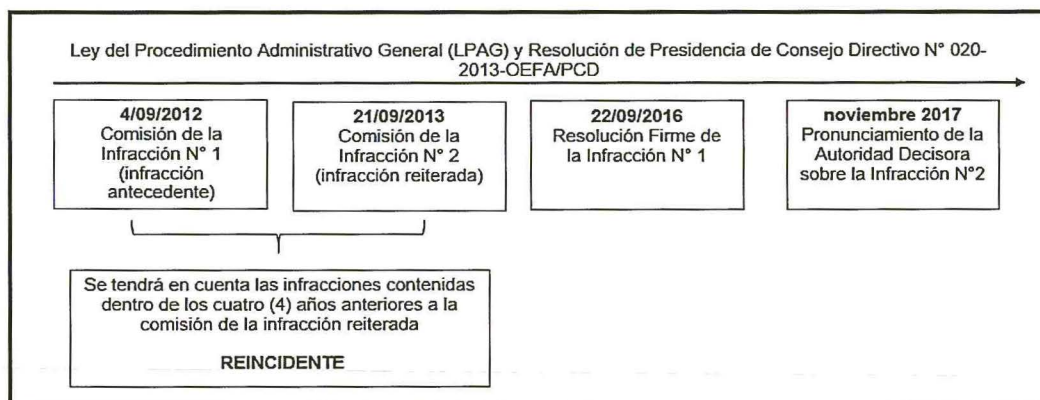 Ley del Procedimiento Administrativo General (LPAG) y Resolución de Presidencia de Consejo Directivo N° 020-
2013-OEFA/PCD
4/09/2012
Comisión de la
Infracción N° 1
(infracción
antecedente)
21/09/2013
Comisión de la
Infracción N° 2
(infracción reiterada)
22/09/2016
Resolución Firme de
la Infracción N° 1
noviembre 2017
Pronunciamiento de la
Autoridad Decisora
sobre la Infracción N°2
Se tendrá en cuenta las infracciones contenidas
dentro de los cuatro (4) años anteriores a la
comisión de la infracción reiterada
REINCIDENTE